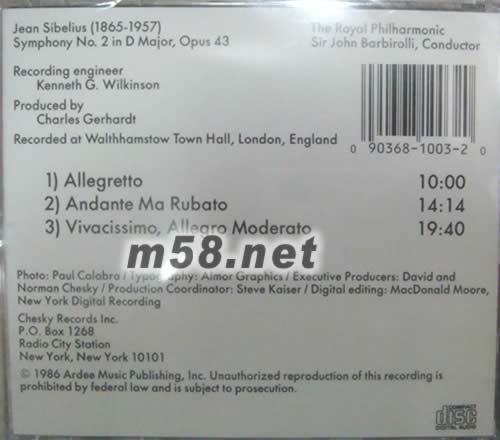 Jean Sibelius (1865-1957)
Symphony No. 2 in D Major, Opus 43
The Royal Philharmonic
Sir John Barbirolli, Conductor
Recording engineer
Kenneth G. Wilkinson
Produced by
Charles Gerhardt
Recorded at Walthhamstow Town Hall, London, England
0 90368-1003-2 0
1) Allegretto 10:00
2) Andante Ma Rubato 14:14
3) Vivacissimo, Allegro Moderato 19:40
m58.net
Photo: Paul Calabro / Typography: Aimor Graphics / Executive Producers: David and
Norman Chesky / Production Coordinator: Steve Kaiser / Digital editing: MacDonald Moore,
New York Digital Recording
Chesky Records Inc.
P.O. Box 1268
Radio City Station
New York, New York 10101
© 1986 Ardee Music Publishing, Inc. Unauthorized reproduction of this recording is
prohibited by federal law and is subject to prosecution.
COMPACT
disc
DIGITAL AUDIO